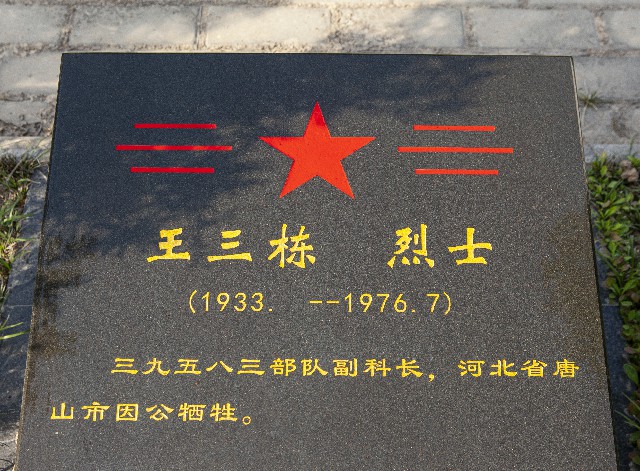 王三栋 烈士
(1933. --1976.7)
三九五八三部队副科长，河北省唐
山市因公牺牲。